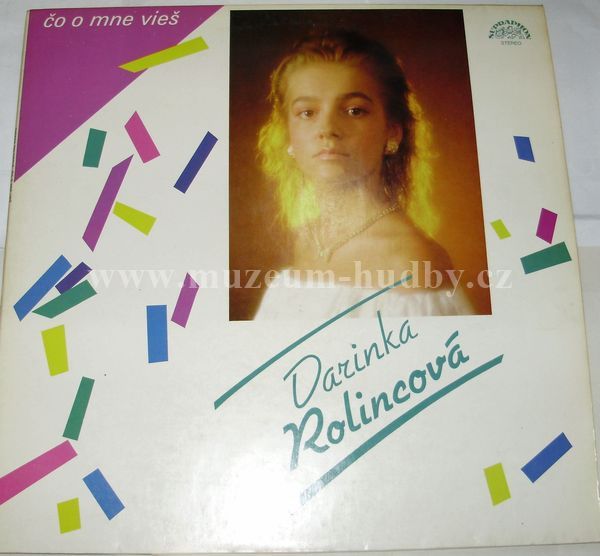 čo o mne vieš
SUPRAPHON
STEREO
www.muzeum-hudby.cz
Darinka
Rolincová